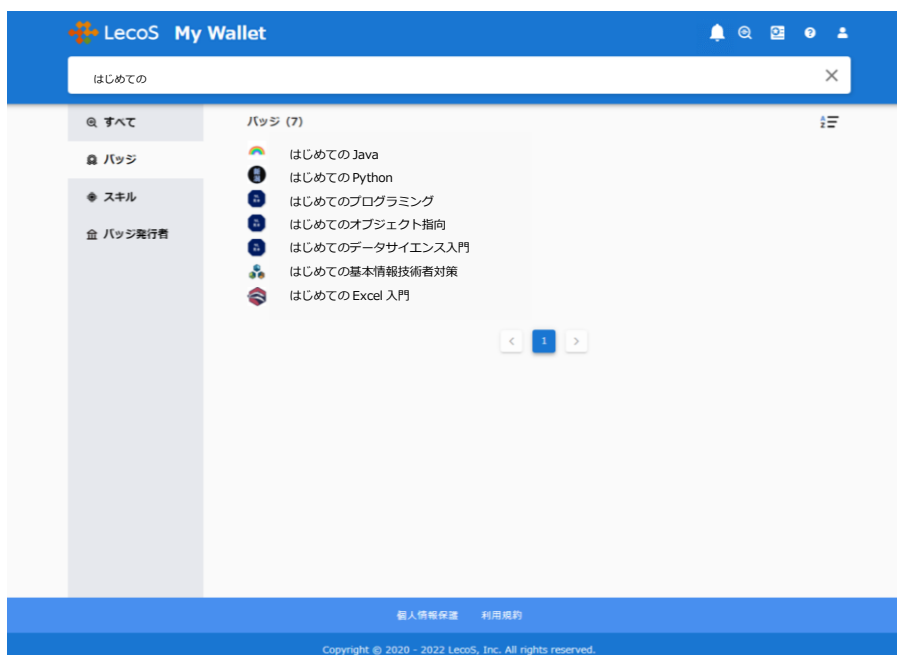 LecoS My Wallet
はじめての
すべて
バッジ
スキル
バッジ発行者
バッジ (7)
はじめての Java
はじめての Python
はじめてのプログラミング
はじめてのオブジェクト指向
はじめてのデータサイエンス入門
はじめての基本情報技術者対策
はじめての Excel 入門
1
個人情報保護 利用規約
Copyright © 2020 - 2022 LecoS, Inc. All rights reserved.